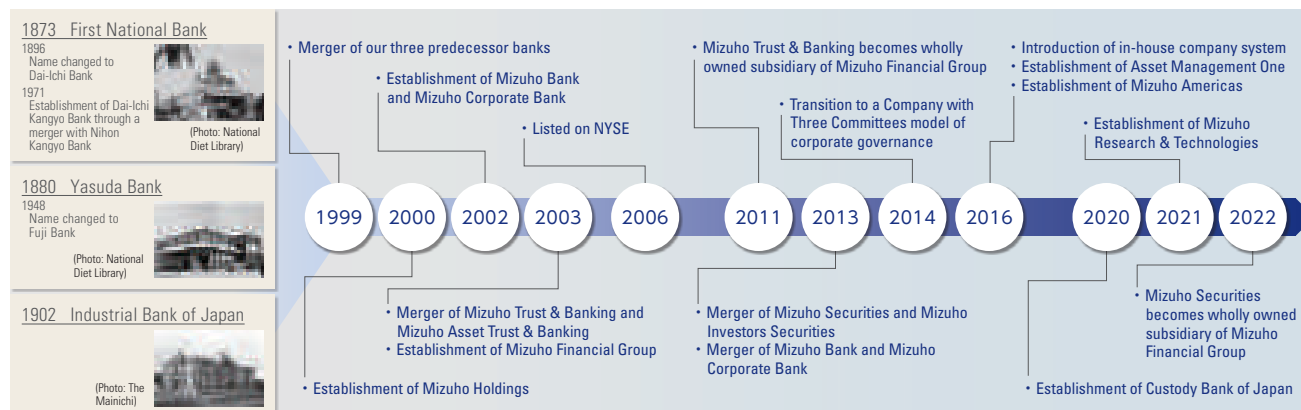 1873 First National Bank
1896
Name changed to
Dai-Ichi Bank
1971
Establishment of Dai-Ichi
Kangyo Bank through a
merger with Nihon
Kangyo Bank
(Photo: National
Diet Library)
1880 Yasuda Bank
1948
Name changed to
Fuji Bank
(Photo: National
Diet Library)
1902 Industrial Bank of Japan
(Photo: The
Mainichi)
• Merger of our three predecessor banks
• Establishment of Mizuho Bank
and Mizuho Corporate Bank
• Listed on NYSE
• Mizuho Trust & Banking becomes wholly
owned subsidiary of Mizuho Financial Group
• Transition to a Company with
Three Committees model of
corporate governance
• Introduction of in-house company system
• Establishment of Asset Management One
• Establishment of Mizuho Americas
• Establishment of Mizuho
Research & Technologies
1999 2000 2002 2003 2006 2011 2013 2014 2016 2020 2021 2022
• Merger of Mizuho Trust & Banking and
Mizuho Asset Trust & Banking
• Establishment of Mizuho Financial Group
• Establishment of Mizuho Holdings
• Merger of Mizuho Securities and Mizuho
Investors Securities
• Merger of Mizuho Bank and Mizuho
Corporate Bank
• Mizuho Securities
becomes wholly owned
subsidiary of Mizuho
Financial Group
• Establishment of Custody Bank of Japan